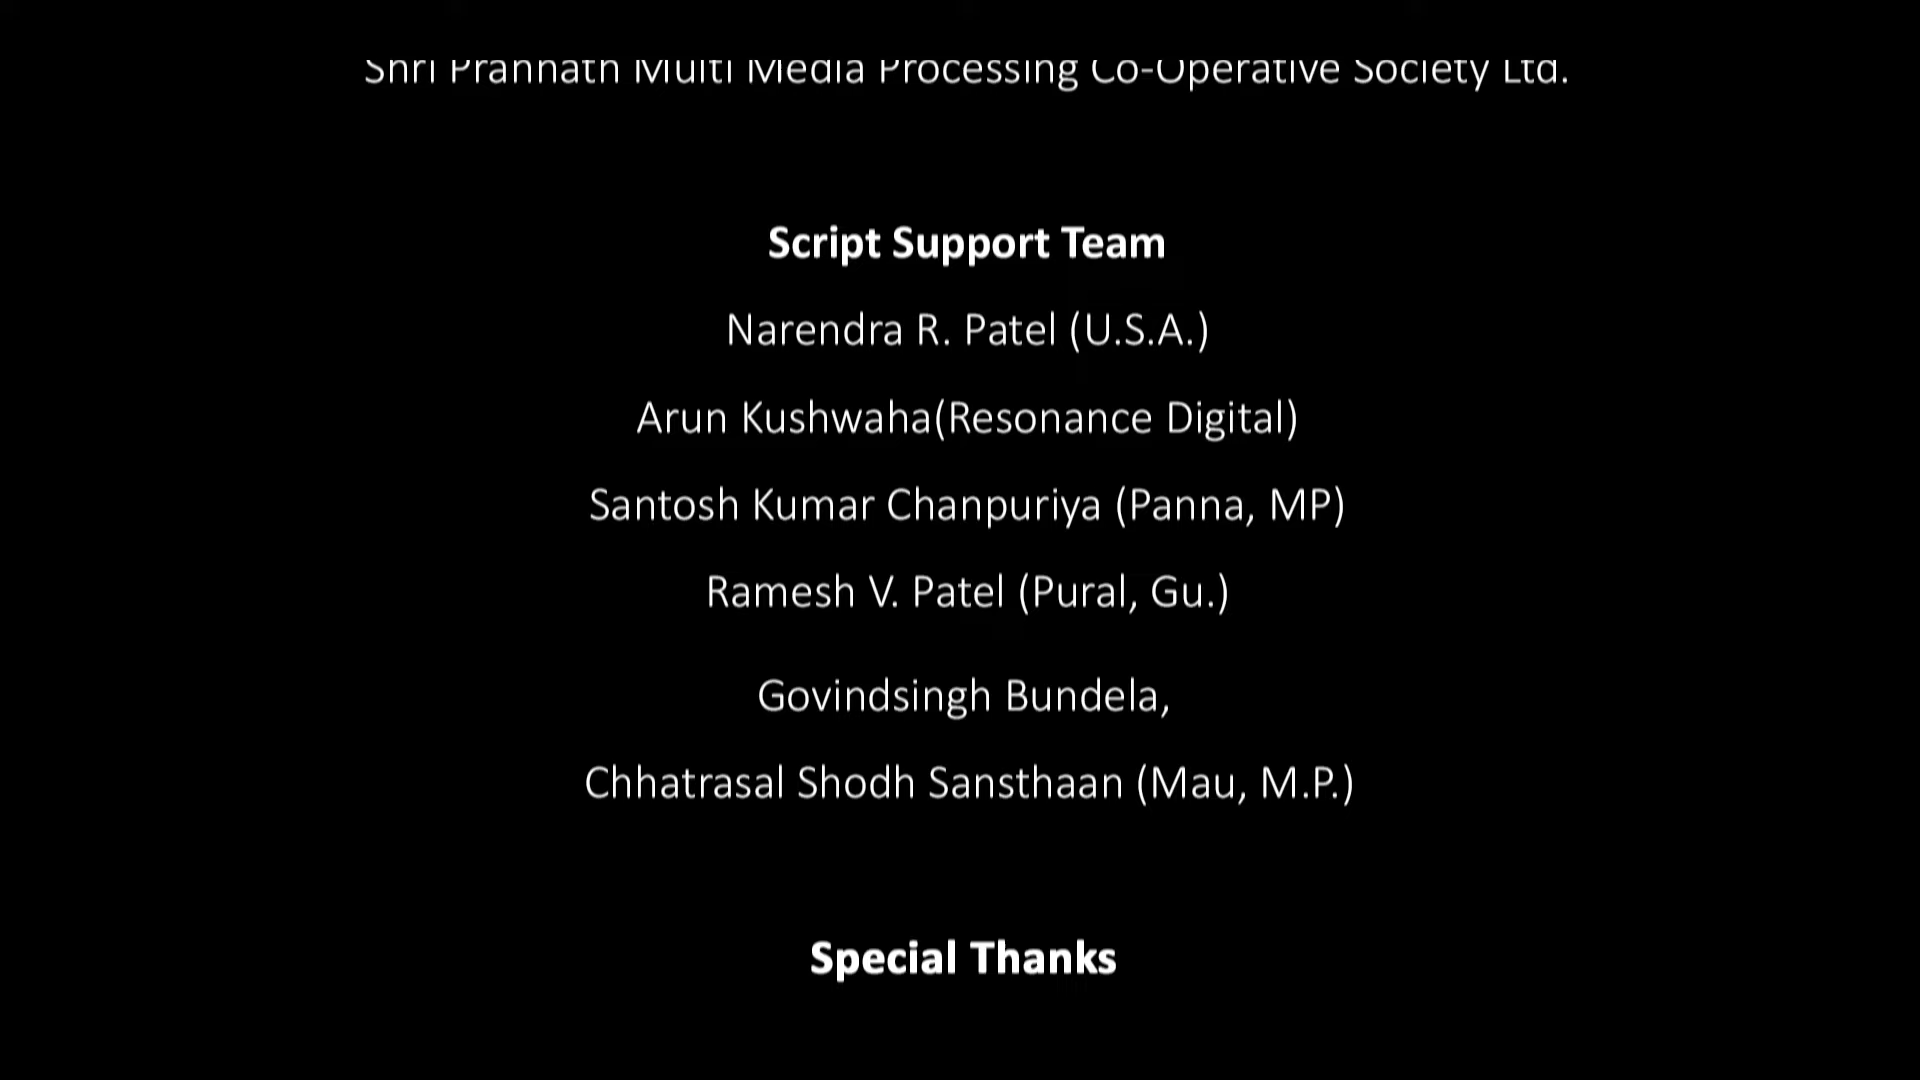 Shri Prannath Multi Media Processing Co-Operative Society Ltd.
Script Support Team
Narendra R. Patel (U.S.A.)
Arun Kushwaha(Resonance Digital)
Santosh Kumar Chanpuriya (Panna, MP)
Ramesh V. Patel (Pural, Gu.)
Govindsingh Bundela,
Chhatrasal Shodh Sansthaan (Mau, M.P.)
Special Thanks